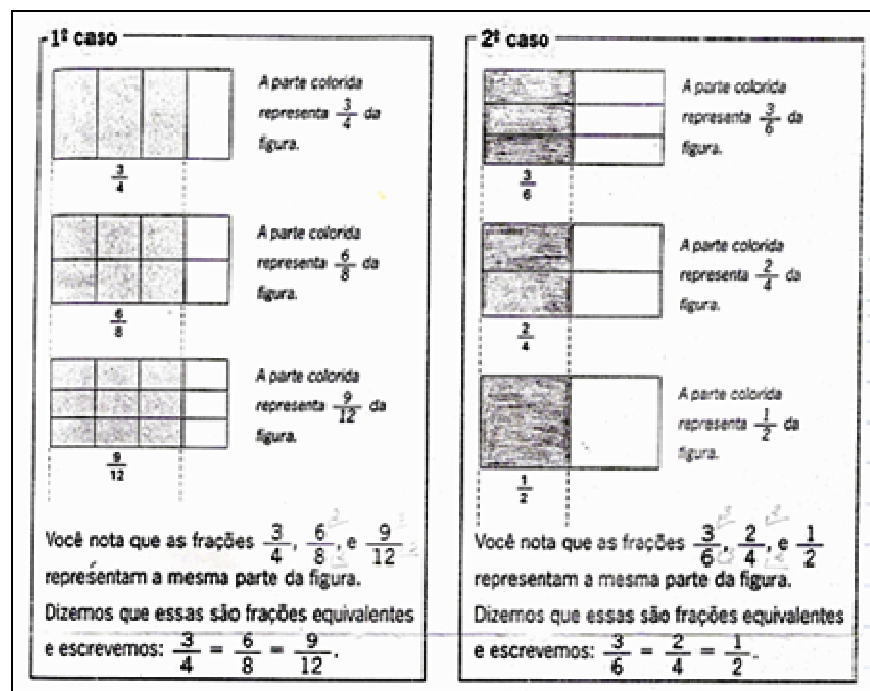 1º caso
A parte colorida
representa 3/4 da
figura.
3/4
A parte colorida
representa 6/8 da
figura.
6/8
A parte colorida
representa 9/12 da
figura.
9/12
Você nota que as frações 3/4, 6/8, e 9/12
representam a mesma parte da figura.
Dizemos que essas são frações equivalentes
e escrevemos: 3/4 = 6/8 = 9/12.
2º caso
A parte colorida
representa 3/6 da
figura.
3/6
A parte colorida
representa 2/4 da
figura.
2/4
A parte colorida
representa 1/2 da
figura.
1/2
Você nota que as frações 3/6, 2/4, e 1/2
representam a mesma parte da figura.
Dizemos que essas são frações equivalentes
e escrevemos: 3/6 = 2/4 = 1/2.